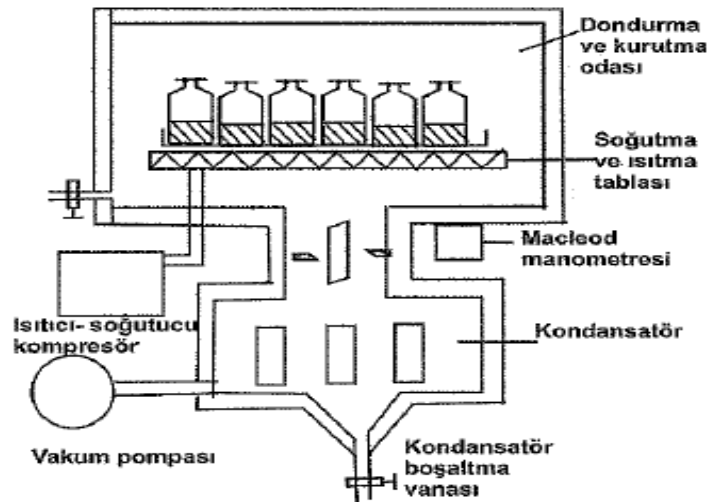 Dondurma
ve kurutma
odası
Soğutma
ve ısıtma
tablası
Macleod
manometresi
Isıtıcı- soğutucu
kompresör
Kondansatör
Vakum pompası
Kondansatör
boşaltma
vanası